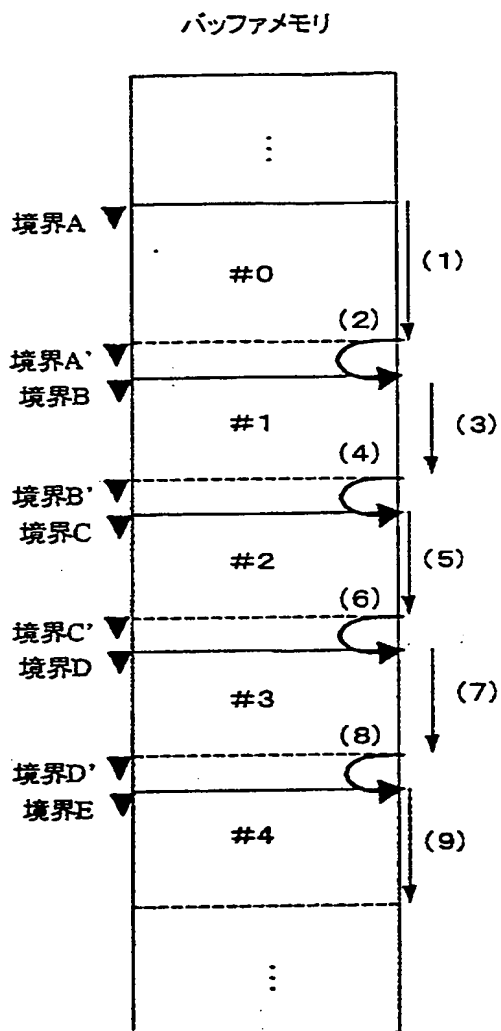 バッファメモリ
⋮
境界A
(1)
#0
(2)
境界A'
境界B
#1
(3)
(4)
境界B'
境界C
#2
(5)
(6)
境界C'
境界D
#3
(7)
(8)
境界D'
境界E
#4
(9)
⋮